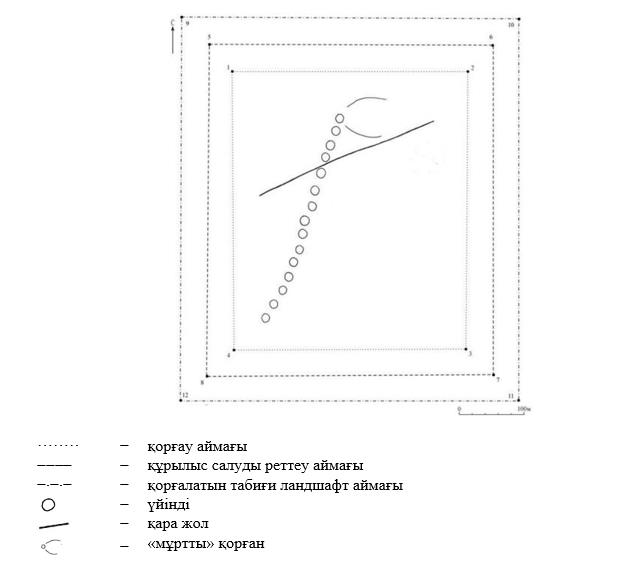 С
9
10
5
6
1
2
4
3
8
7
12
11
0 100м
– қорғау аймағы
– құрылыс салуды реттеу аймағы
– қорғалатын табиғи ландшафт аймағы
– үйінді
– қара жол
– «мұртты» қорған